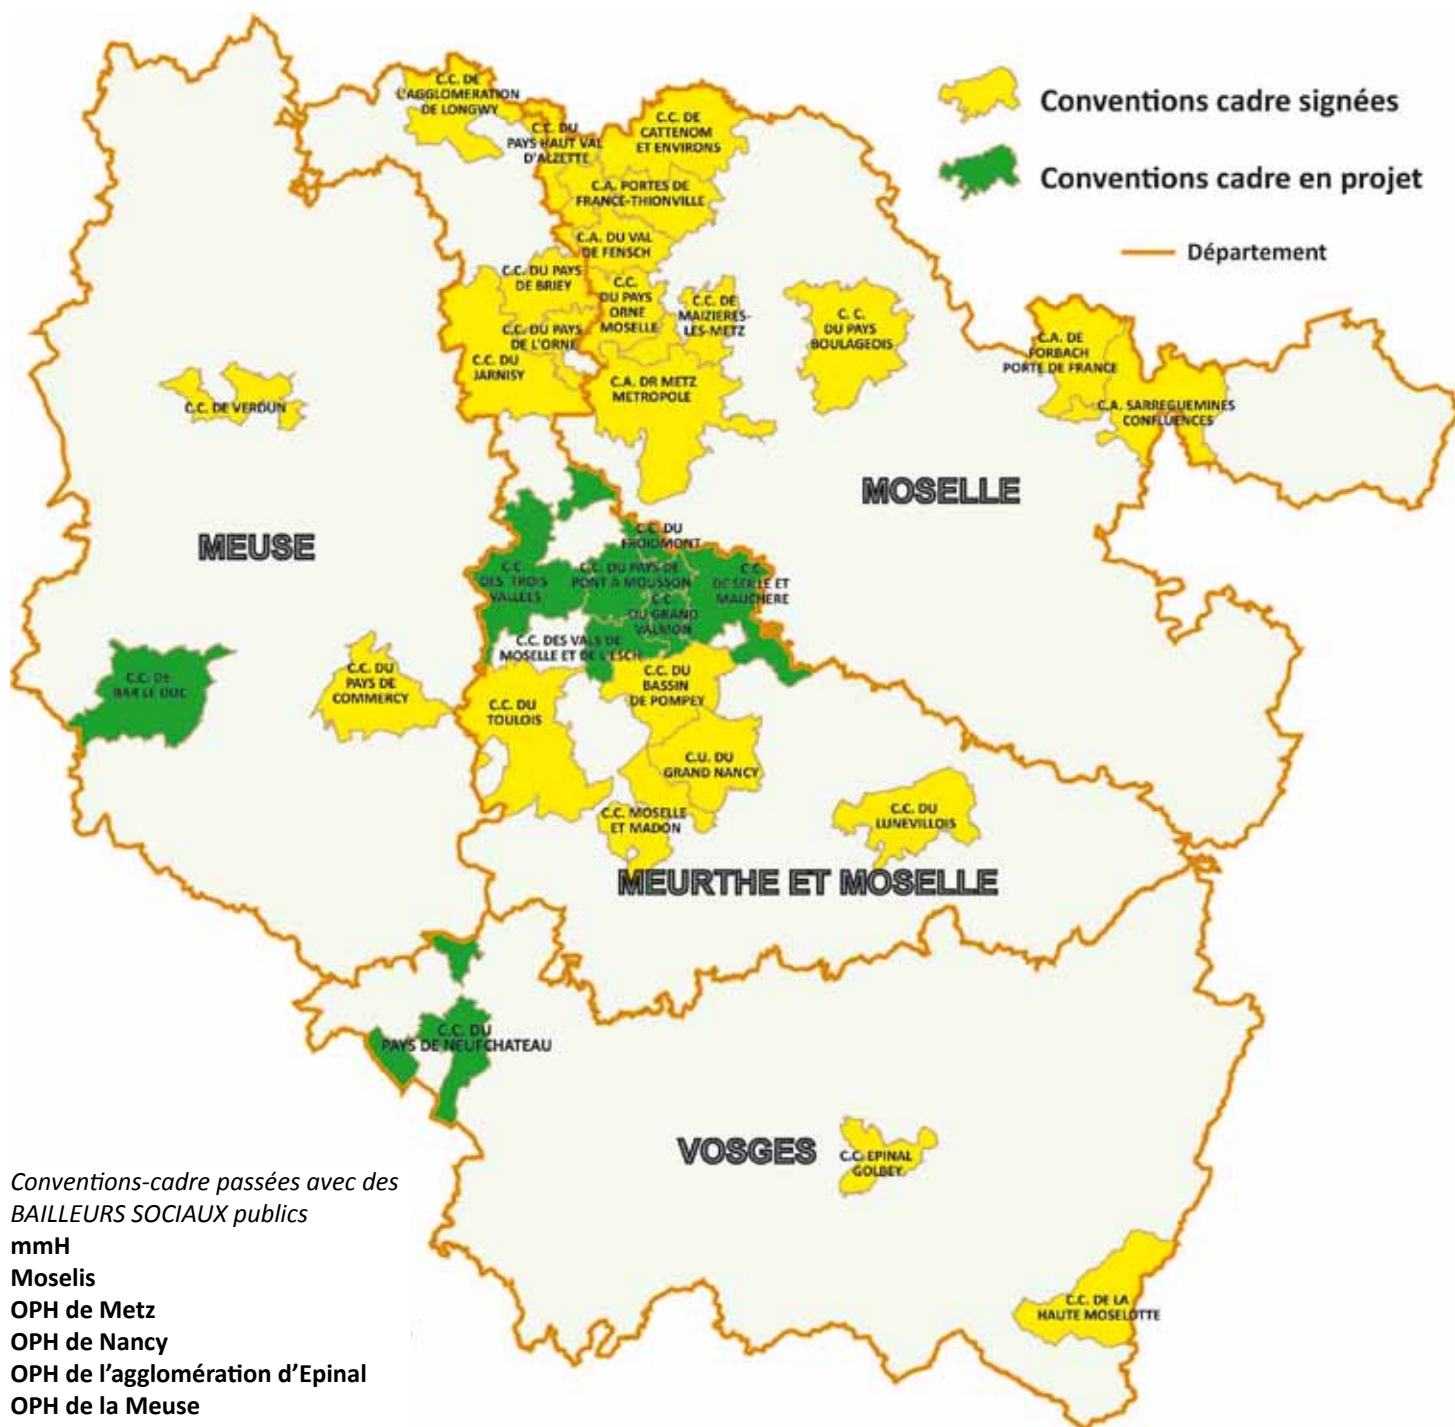 C.C. DE
L'AGGLOMERATION
DE LONGWY
C.C. DU
PAYS HAUT VAL
D'ALZETTE
C.C. DE
CATTENOM
ET ENVIRONS
Conventions cadre signées
Conventions cadre en projet
Département
C.A. PORTES DE
FRANCE-THIONVILLE
C.A. DU VAL
DE FENSCH
C.C. DU PAYS
DE BRIEY
C.C.
DU PAYS
ORNE
MOSELLE
C.C. DE
MAIZIERES-
LES-METZ
C. C.
DU PAYS
BOULAGEOIS
C.C. DU PAYS
DE L'ORNE
C.C. DU
JARNISY
C.A. DR METZ
METROPOLE
C.A. DE
FORBACH
PORTE DE FRANCE
C.A. SARREGUEMINES
CONFLUENCES
C.C. DE VERDUN
MOSELLE
MEUSE
C.C. DU
FROIDMONT
C.C.
DES TROIS
VALLEES
C.C. DU PAYS DE
PONT A MOUSSON
C.C.
DE SEILLE ET
MAUCHERE
C.C.
DU GRAND
VALMON
C.C. DES VALS DE
MOSELLE ET DE L'ESCH
C.C. DE
BAR LE DUC
C.C. DU
PAYS DE
COMMERCY
C.C. DU
TOULOIS
C.C. DU
BASSIN
DE POMPEY
C.U. DU
GRAND NANCY
C.C. MOSELLE
ET MADON
C.C. DU
LUNEVILLOIS
MEURTHE ET MOSELLE
C.C. DU
PAYS DE NEUFCHATEAU
VOSGES
C.C. EPINAL
GOLBEY
C.C. DE LA
HAUTE MOSELOTTE
Conventions-cadre passées avec des
BAILLEURS SOCIAUX publics
mmH
Moselis
OPH de Metz
OPH de Nancy
OPH de l'agglomération d'Epinal
OPH de la Meuse